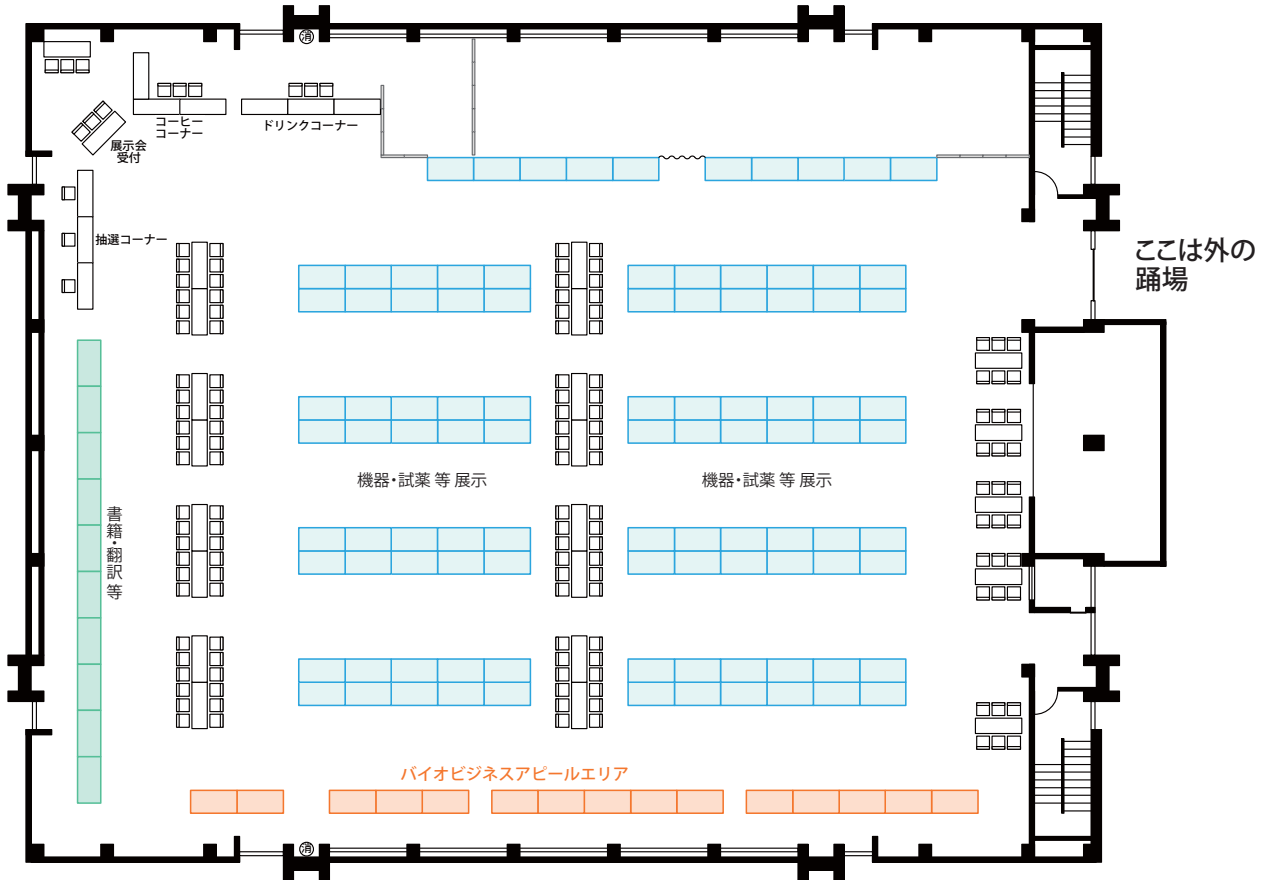 消
コーヒー
コーナー
ドリンクコーナー
展示会
受付
抽選コーナー
ここは外の
踊場
機器・試薬 等 展示
機器・試薬 等 展示
書籍・翻訳 等
バイオビジネスアピールエリア
消